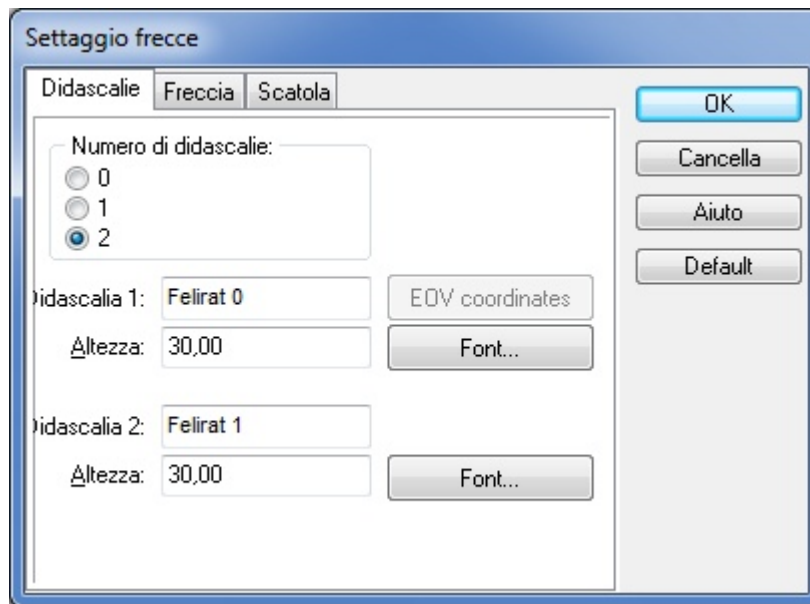 Settaggio frecce
Didascalie Freccia Scatola
Numero di didascalie:
0
1
2
Didascalia 1: Felirat 0 EOV coordinates
Altezza: 30,00 Font...
Didascalia 2: Felirat 1
Altezza: 30,00 Font...
OK
Cancella
Aiuto
Default